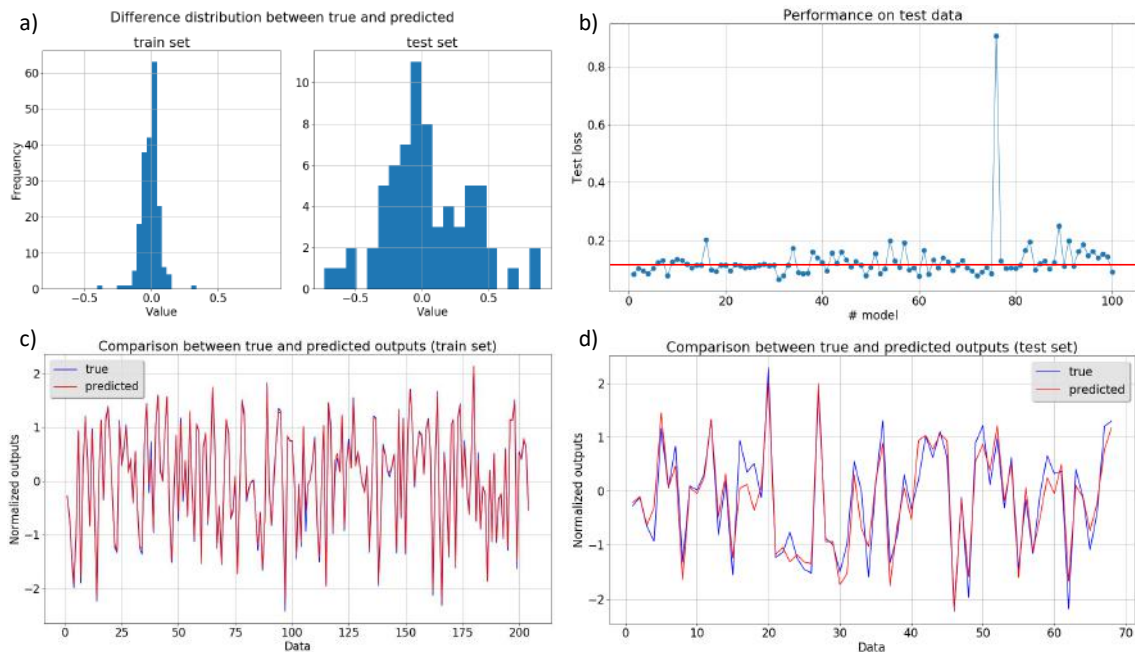 a)
Difference distribution between true and predicted
train set
test set
Frequency
60
50
40
30
20
10
0
10
8
6
4
2
0
−0.5
0.0
0.5
−0.5
0.0
0.5
Value
Value
b)
Performance on test data
Test loss
0.8
0.6
0.4
0.2
0
20
40
60
80
100
# model
c)
Comparison between true and predicted outputs (train set)
true
predicted
Normalized outputs
2
1
0
−1
−2
0
25
50
75
100
125
150
175
200
Data
d)
Comparison between true and predicted outputs (test set)
true
predicted
Normalized outputs
2
1
0
−1
−2
0
10
20
30
40
50
60
70
Data